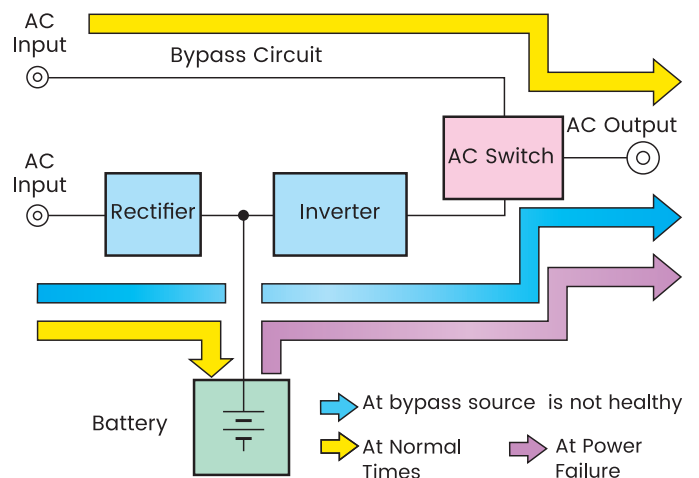 AC
Input
Bypass Circuit
AC Output
AC Switch
AC
Input
Rectifier
Inverter
Battery
At bypass source is not healthy
At Normal
Times
At Power
Failure